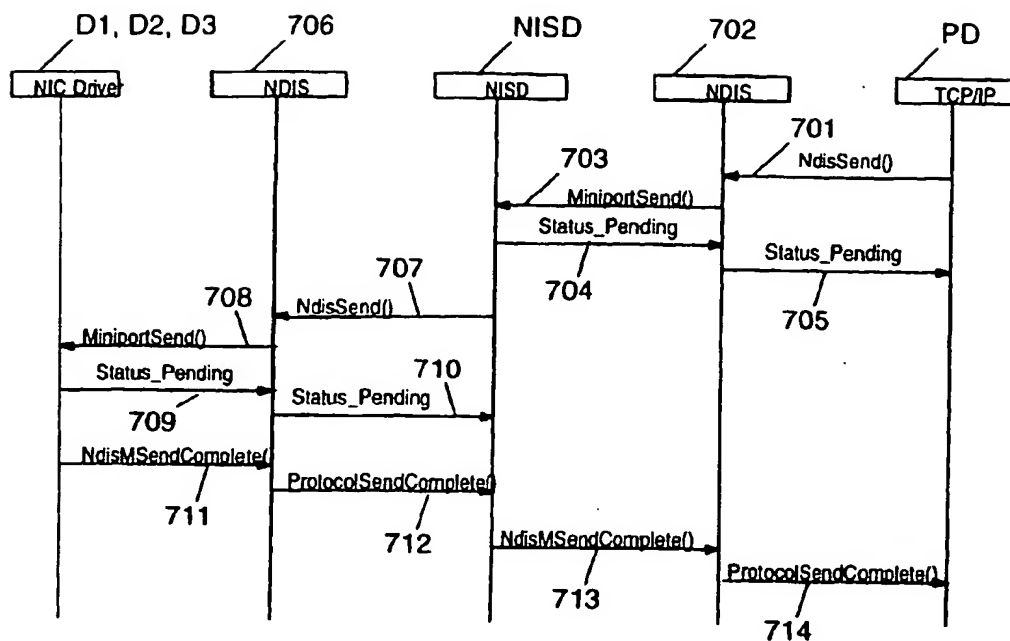 D1, D2, D3
706
NISD
702
PD
NIC Driver
NDIS
NISD
NDIS
TCP/IP
701
NdisSend()
703
MiniportSend()
Status_Pending
704
Status_Pending
705
707
NdisSend()
708
MiniportSend()
Status_Pending
709
710
Status_Pending
NdisMSendComplete()
711
ProtocolSendComplete()
712
NdisMSendComplete()
713
ProtocolSendComplete()
714